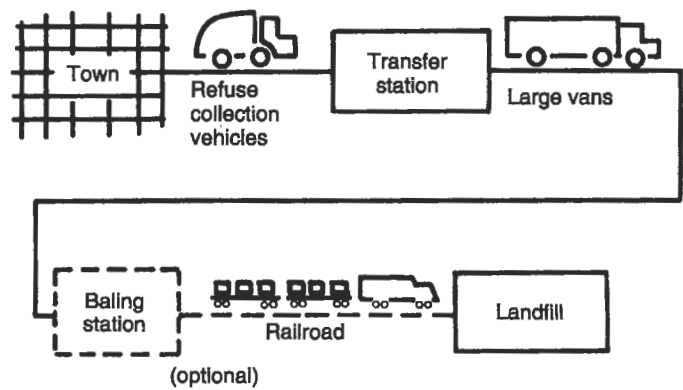 Town
Refuse
collection
vehicles
Transfer
station
Large vans
Baling
station
Railroad
(optional)
Landfill